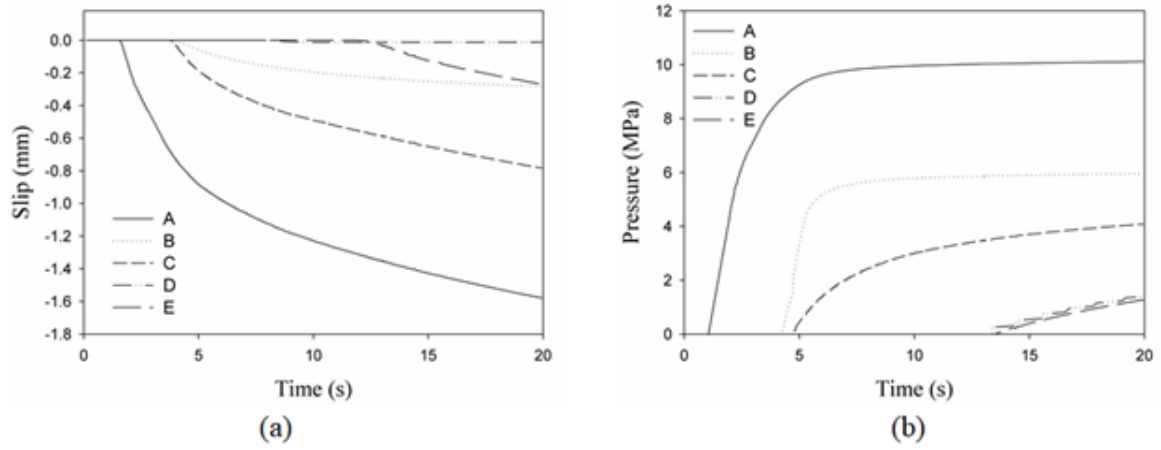 0.0
-0.2
-0.4
-0.6
-0.8
-1.0
-1.2
-1.4
-1.6
-1.8
Slip (mm)
A
B
C
D
E
0 5 10 15 20
Time (s)
(a)
12
10
8
6
4
2
0
Pressure (MPa)
A
B
C
D
E
0 5 10 15 20
Time (s)
(b)